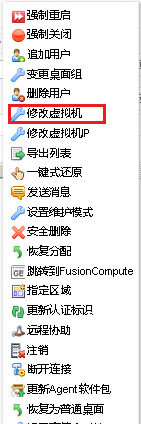 强制重启
强制关闭
追加用户
变更桌面组
删除用户
修改虚拟机
修改虚拟机IP
导出列表
一键式还原
发送消息
设置维护模式
安全删除
恢复分配
GE 跳转到FusionCompute
指定区域
更新认证标识
远程协助
注销
断开连接
更新Agent软件包
恢复为普通桌面